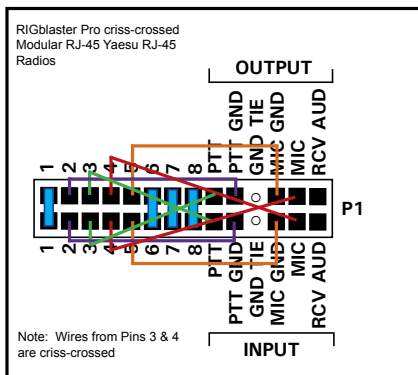 RIGblaster Pro criss-crossed
Modular RJ-45 Yaesu RJ-45
Radios
OUTPUT
1 2 3 4 5 6 7 8 PTT PTT GND GND TIE MIC GND MIC RCV AUD
P1
1 2 3 4 5 6 7 8 PTT PTT GND GND TIE MIC GND MIC RCV AUD
Note: Wires from Pins 3 & 4
are criss-crossed
INPUT